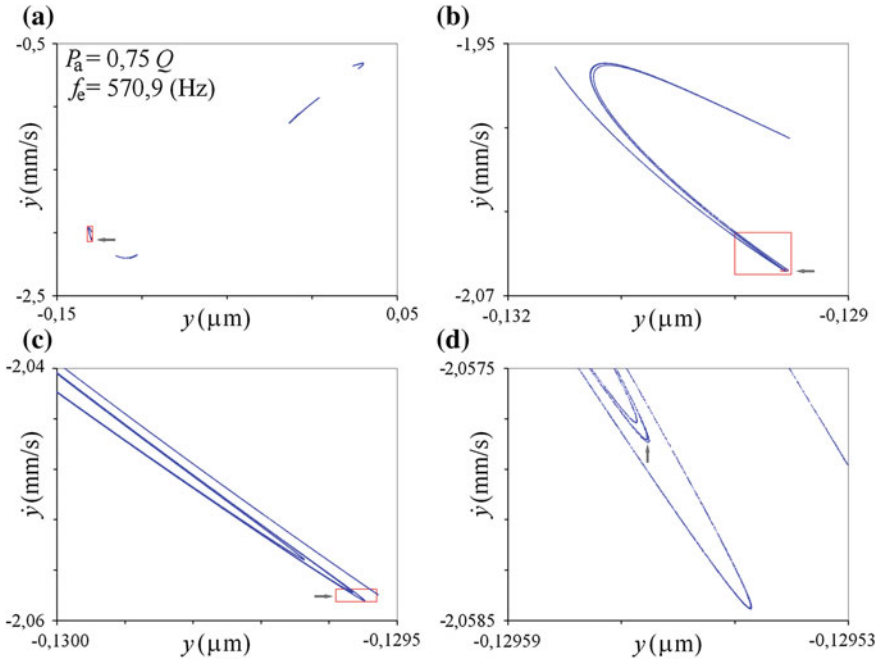 (a)
-0.5
Pa = 0,75 Q
fe = 570,9 (Hz)
ẏ (mm/s)
-2.5
-0.15
y (μm)
0,05
(b)
-1,95
ẏ (mm/s)
-2,07
-0,132
y (μm)
-0,129
(c)
-2,04
ẏ (mm/s)
-2,06
-0,1300
y (μm)
-0,1295
(d)
-2,0575
ẏ (mm/s)
-2,0585
-0,12959
y (μm)
-0,12953